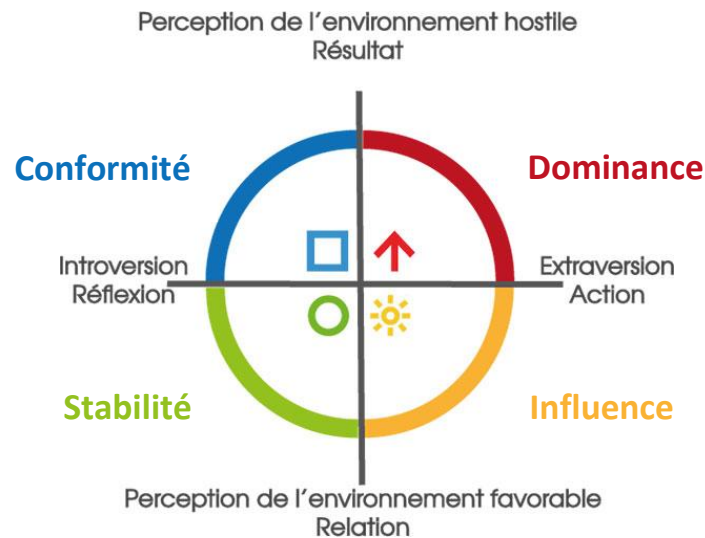 Perception de l'environnement hostile
Résultat
Conformité
Dominance
Introversion
Réflexion
Extraversion
Action
Stabilité
Influence
Perception de l'environnement favorable
Relation